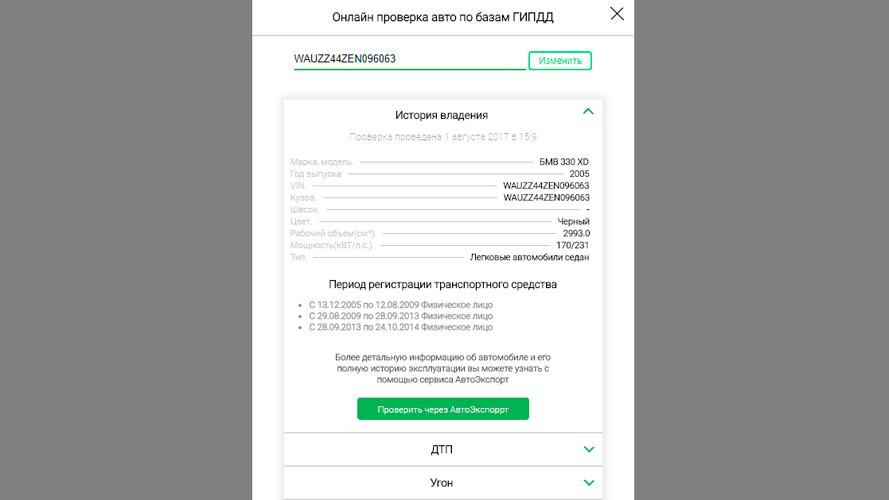 Онлайн проверка авто по базам ГИПДД
WAUZZ44ZEN096063
Изменить
История владения
Проверка проведена 1 августа 2017 в 15:9
Марка, модель. БМВ 330 XD
Год выпуска 2005
VIN. WAUZZ44ZEN096063
Кузов. WAUZZ44ZEN096063
Шасси. -
Цвет. Черный
Рабочий объем(см³). 2993.0
Мощность(кВТ/л.с.). 170/231
Тип. Легковые автомобили седан
Период регистрации транспортного средства
• С 13.12.2005 по 12.08.2009 Физическое лицо
• С 29.08.2009 по 28.09.2013 Физическое лицо
• С 28.09.2013 по 24.10.2014 Физическое лицо
Более детальную информацию об автомобиле и его
полную историю эксплуатации вы можете узнать с
помощью сервиса АвтоЭкспорт
Проверить через АвтоЭкспоррт
ДТП
Угон